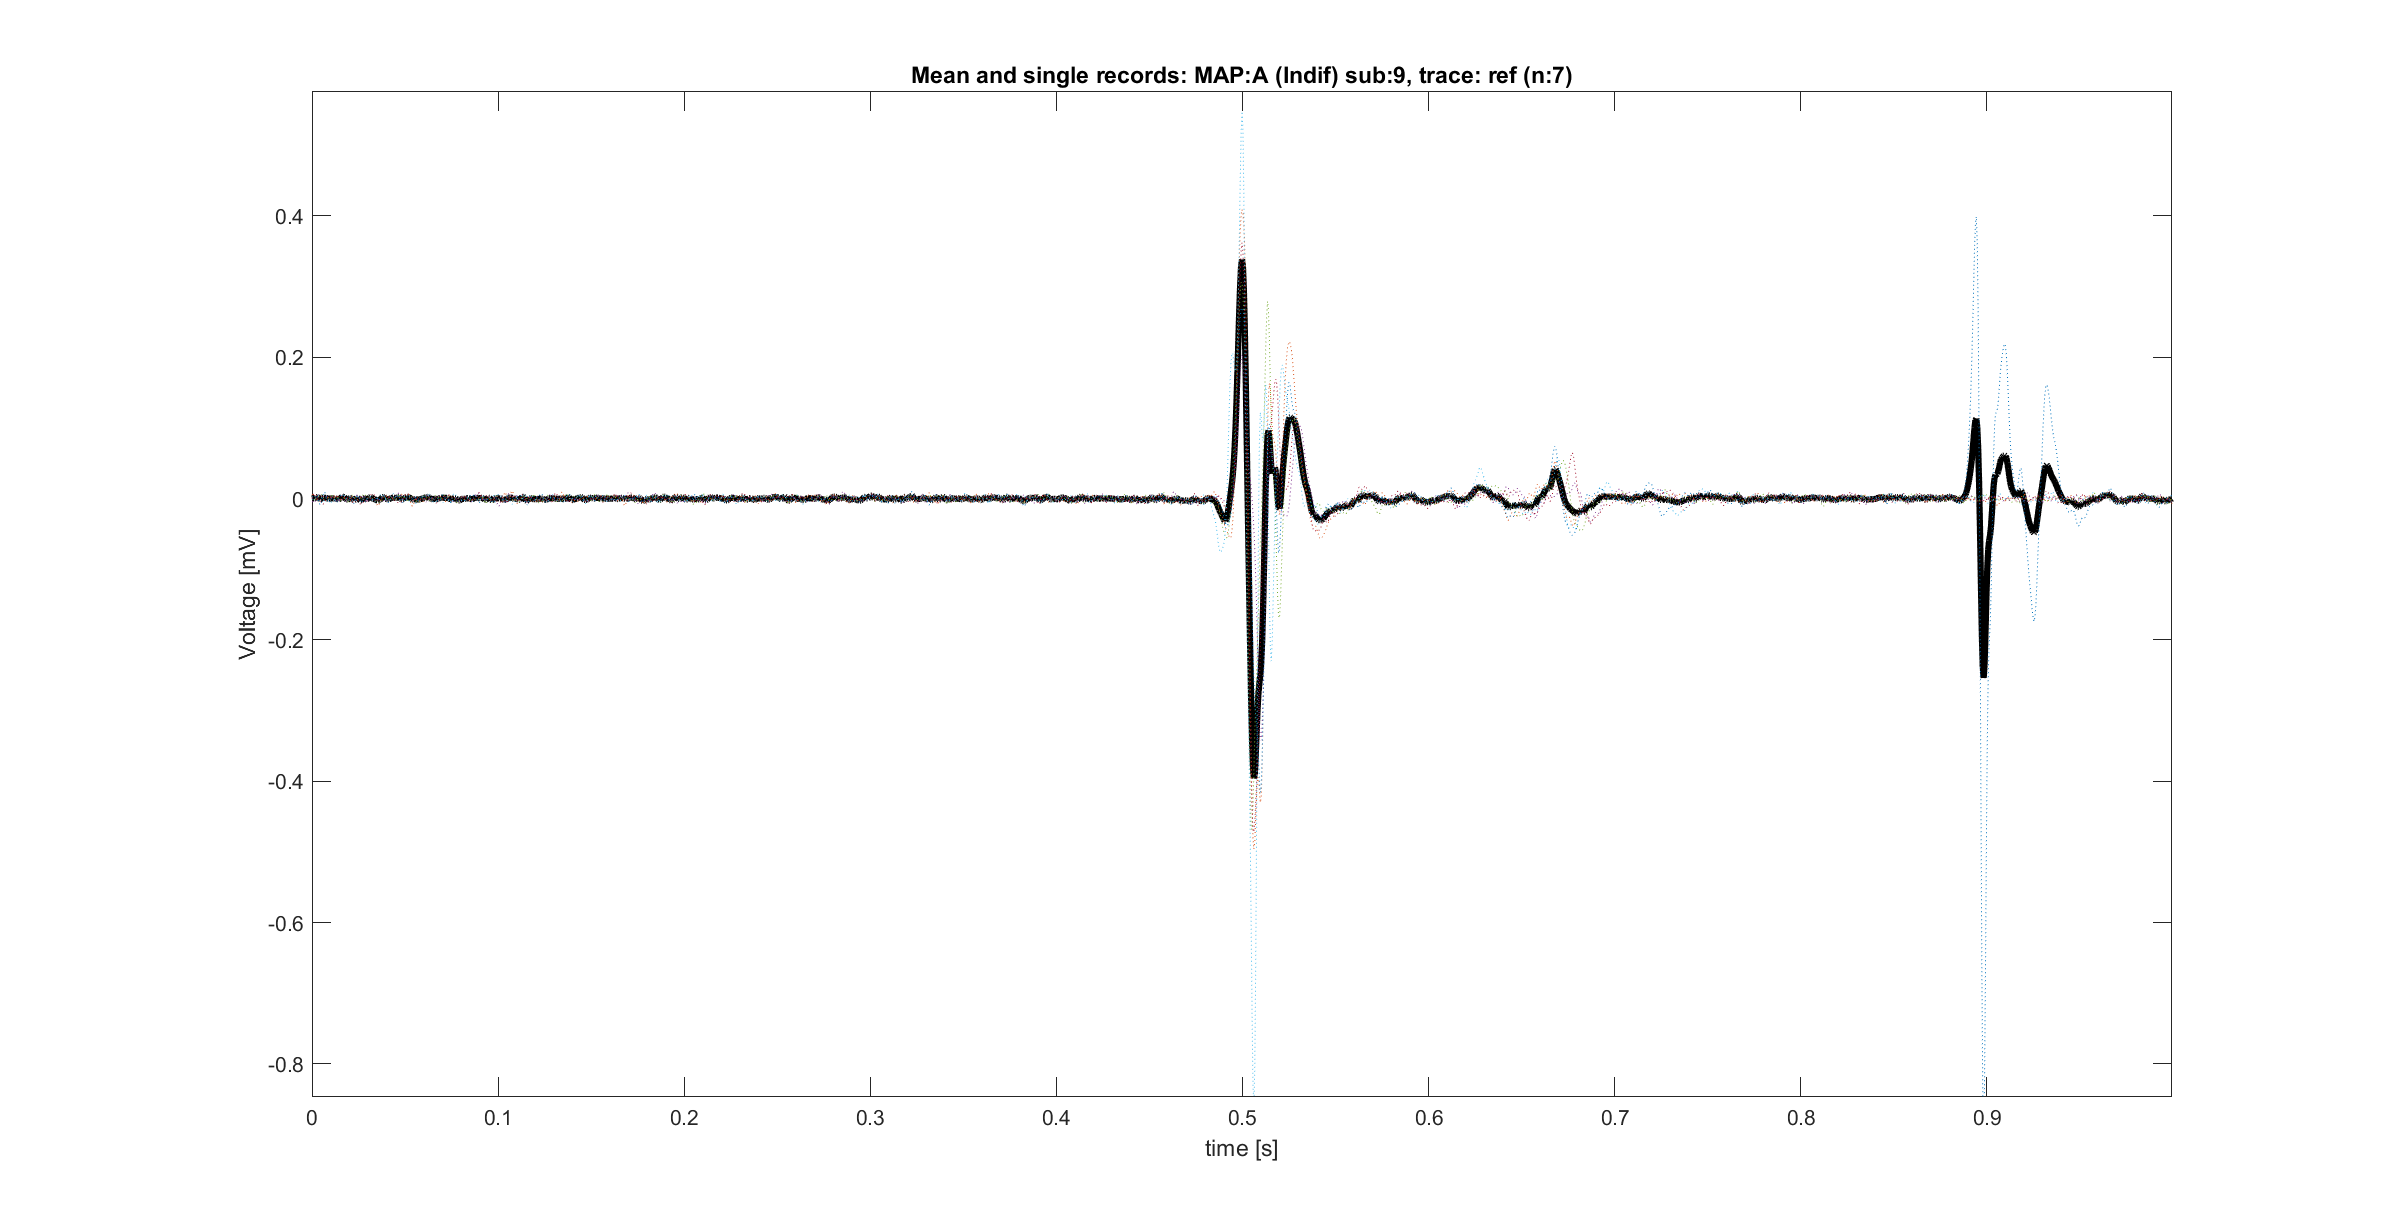 Mean and single records: MAP:A (Indif) sub:9, trace: ref (n:7)
0.4
0.2
0
-0.2
-0.4
-0.6
-0.8
Voltage [mV]
0 0.1 0.2 0.3 0.4 0.5 0.6 0.7 0.8 0.9
time [s]